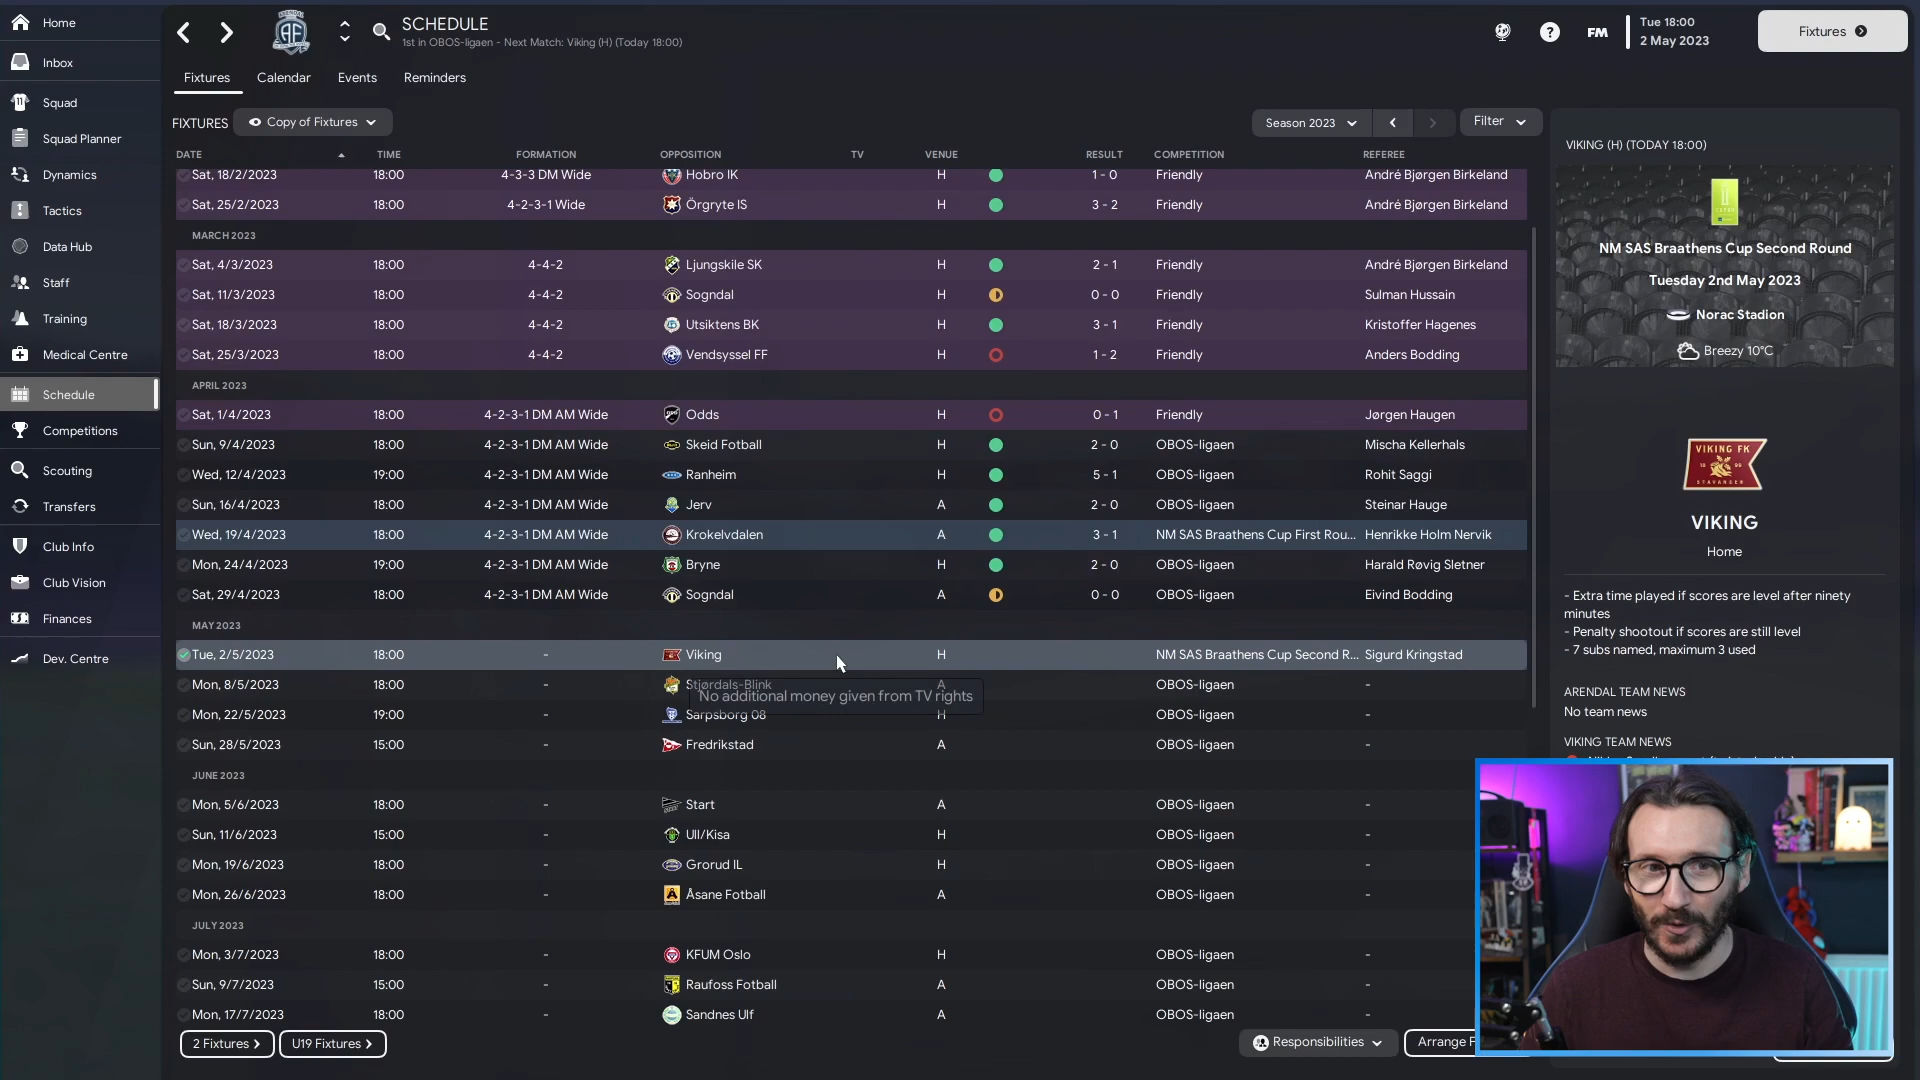 Home
Inbox
Squad
Squad Planner
Dynamics
Tactics
Data Hub
Staff
Training
Medical Centre
Schedule
Competitions
Scouting
Transfers
Club Info
Club Vision
Finances
Dev. Centre
SCHEDULE
1st in OBOS-ligaen - Next Match: Viking (H) (Today 18:00)
FM
Tue 18:00
2 May 2023
Fixtures
Fixtures Calendar Events Reminders
FIXTURES Copy of Fixtures Season 2023 Filter
DATE TIME FORMATION OPPOSITION TV VENUE RESULT COMPETITION REFEREE
Sat, 18/2/2023 18:00 4-3-3 DM Wide Hobro IK H 1 - 0 Friendly André Bjørgen Birkeland
Sat, 25/2/2023 18:00 4-2-3-1 Wide Örgryte IS H 3 - 2 Friendly André Bjørgen Birkeland
MARCH 2023
Sat, 4/3/2023 18:00 4-4-2 Ljungskile SK H 2 - 1 Friendly André Bjørgen Birkeland
Sat, 11/3/2023 18:00 4-4-2 Sogndal H 0 - 0 Friendly Sulman Hussain
Sat, 18/3/2023 18:00 4-4-2 Utsiktens BK H 3 - 1 Friendly Kristoffer Hagenes
Sat, 25/3/2023 18:00 4-4-2 Vendsyssel FF H 1 - 2 Friendly Anders Bodding
APRIL 2023
Sat, 1/4/2023 18:00 4-2-3-1 DM AM Wide Odds H 0 - 1 Friendly Jørgen Haugen
Sun, 9/4/2023 18:00 4-2-3-1 DM AM Wide Skeid Fotball H 2 - 0 OBOS-ligaen Mischa Kellerhals
Wed, 12/4/2023 19:00 4-2-3-1 DM AM Wide Ranheim H 5 - 1 OBOS-ligaen Rohit Saggi
Sun, 16/4/2023 18:00 4-2-3-1 DM AM Wide Jerv A 2 - 0 OBOS-ligaen Steinar Hauge
Wed, 19/4/2023 18:00 4-2-3-1 DM AM Wide Krokelvdalen A 3 - 1 NM SAS Braathens Cup First Rou... Henrikke Holm Nervik
Mon, 24/4/2023 19:00 4-2-3-1 DM AM Wide Bryne H 2 - 0 OBOS-ligaen Harald Røvig Sletner
Sat, 29/4/2023 18:00 4-2-3-1 DM AM Wide Sogndal A 0 - 0 OBOS-ligaen Eivind Bodding
MAY 2023
Tue, 2/5/2023 18:00 - Viking H NM SAS Braathens Cup Second R... Sigurd Kringstad
Mon, 8/5/2023 18:00 - Stjørdals-Blink A OBOS-ligaen -
No additional money given from TV rights
Mon, 22/5/2023 19:00 - Sarpsborg 08 H OBOS-ligaen -
Sun, 28/5/2023 15:00 - Fredrikstad A OBOS-ligaen -
JUNE 2023
Mon, 5/6/2023 18:00 - Start A OBOS-ligaen -
Sun, 11/6/2023 15:00 - Ull/Kisa H OBOS-ligaen -
Mon, 19/6/2023 18:00 - Grorud IL H OBOS-ligaen -
Mon, 26/6/2023 18:00 - Åsane Fotball A OBOS-ligaen -
JULY 2023
Mon, 3/7/2023 18:00 - KFUM Oslo H OBOS-ligaen -
Sun, 9/7/2023 15:00 - Raufoss Fotball A OBOS-ligaen -
Mon, 17/7/2023 18:00 - Sandnes Ulf A OBOS-ligaen -
2 Fixtures U19 Fixtures Responsibilities Arrange F
VIKING (H) (TODAY 18:00)
NM SAS Braathens Cup Second Round
Tuesday 2nd May 2023
Norac Stadion
Breezy 10°C
VIKING FK
18 99
STAVANGER
VIKING
Home
- Extra time played if scores are level after ninety
minutes
- Penalty shootout if scores are still level
- 7 subs named, maximum 3 used
ARENDAL TEAM NEWS
No team news
VIKING TEAM NEWS